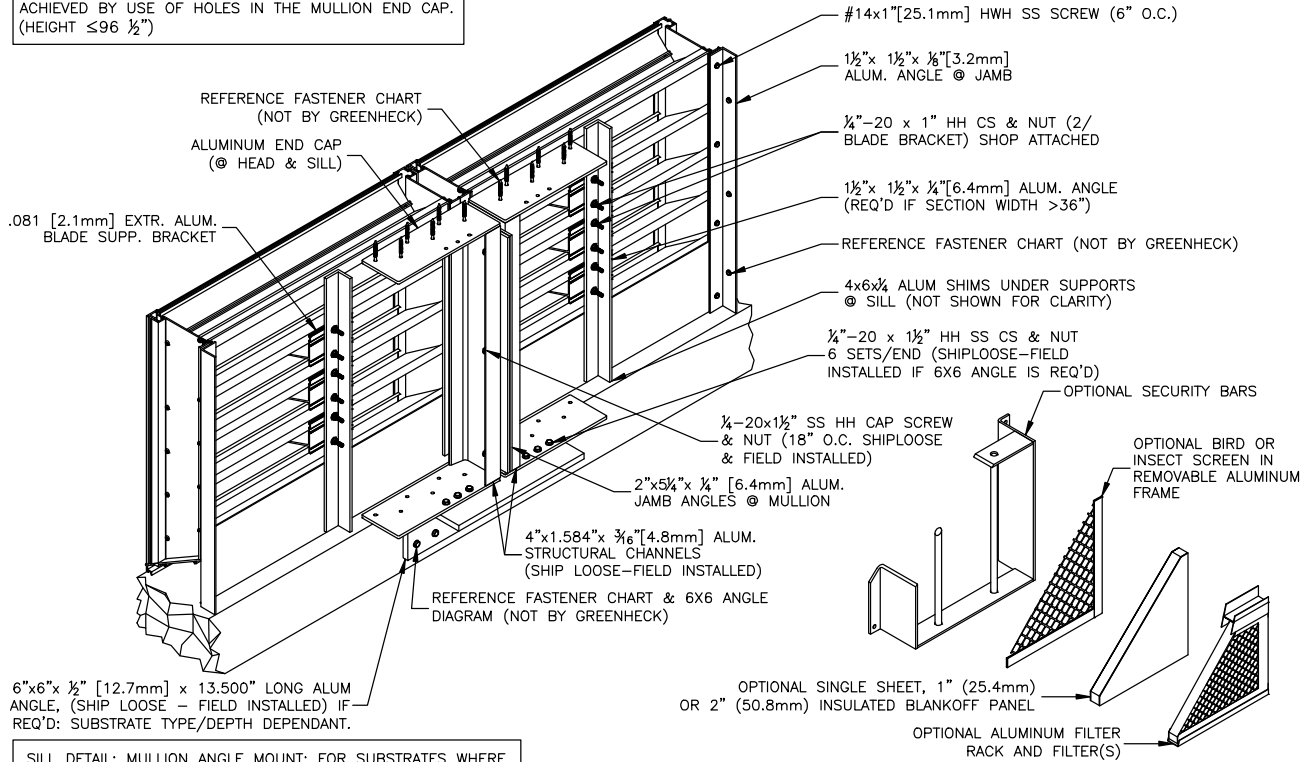 ACHIEVED BY USE OF HOLES IN THE MULLION END CAP.
(HEIGHT ≤96 ½")
REFERENCE FASTENER CHART
(NOT BY GREENHECK)
ALUMINUM END CAP
(@ HEAD & SILL)
.081 [2.1mm] EXTR. ALUM.
BLADE SUPP. BRACKET
#14x1"[25.1mm] HWH SS SCREW (6" O.C.)
1½"x 1½"x ⅛"[3.2mm]
ALUM. ANGLE @ JAMB
¼"-20 x 1" HH CS & NUT (2/
BLADE BRACKET) SHOP ATTACHED
1½"x 1½"x ¼"[6.4mm] ALUM. ANGLE
(REQ'D IF SECTION WIDTH >36")
REFERENCE FASTENER CHART (NOT BY GREENHECK)
4x6x¼ ALUM SHIMS UNDER SUPPORTS
@ SILL (NOT SHOWN FOR CLARITY)
¼"-20 x 1½" HH SS CS & NUT
6 SETS/END (SHIPLOOSE-FIELD
INSTALLED IF 6X6 ANGLE IS REQ'D)
¼-20x1½" SS HH CAP SCREW
& NUT (18" O.C. SHIPLOOSE
& FIELD INSTALLED)
2"x5¼"x ¼" [6.4mm] ALUM.
JAMB ANGLES @ MULLION
4"x1.584"x 3⁄16"[4.8mm] ALUM.
STRUCTURAL CHANNELS
(SHIP LOOSE-FIELD INSTALLED)
REFERENCE FASTENER CHART & 6X6 ANGLE
DIAGRAM (NOT BY GREENHECK)
6"x6"x ½" [12.7mm] x 13.500" LONG ALUM
ANGLE, (SHIP LOOSE - FIELD INSTALLED) IF
REQ'D: SUBSTRATE TYPE/DEPTH DEPENDANT.
OPTIONAL SECURITY BARS
OPTIONAL BIRD OR
INSECT SCREEN IN
REMOVABLE ALUMINUM
FRAME
OPTIONAL SINGLE SHEET, 1" (25.4mm)
OR 2" (50.8mm) INSULATED BLANKOFF PANEL
OPTIONAL ALUMINUM FILTER
RACK AND FILTER(S)
SILL DETAIL: MULLION ANGLE MOUNT: FOR SUBSTRATES WHERE